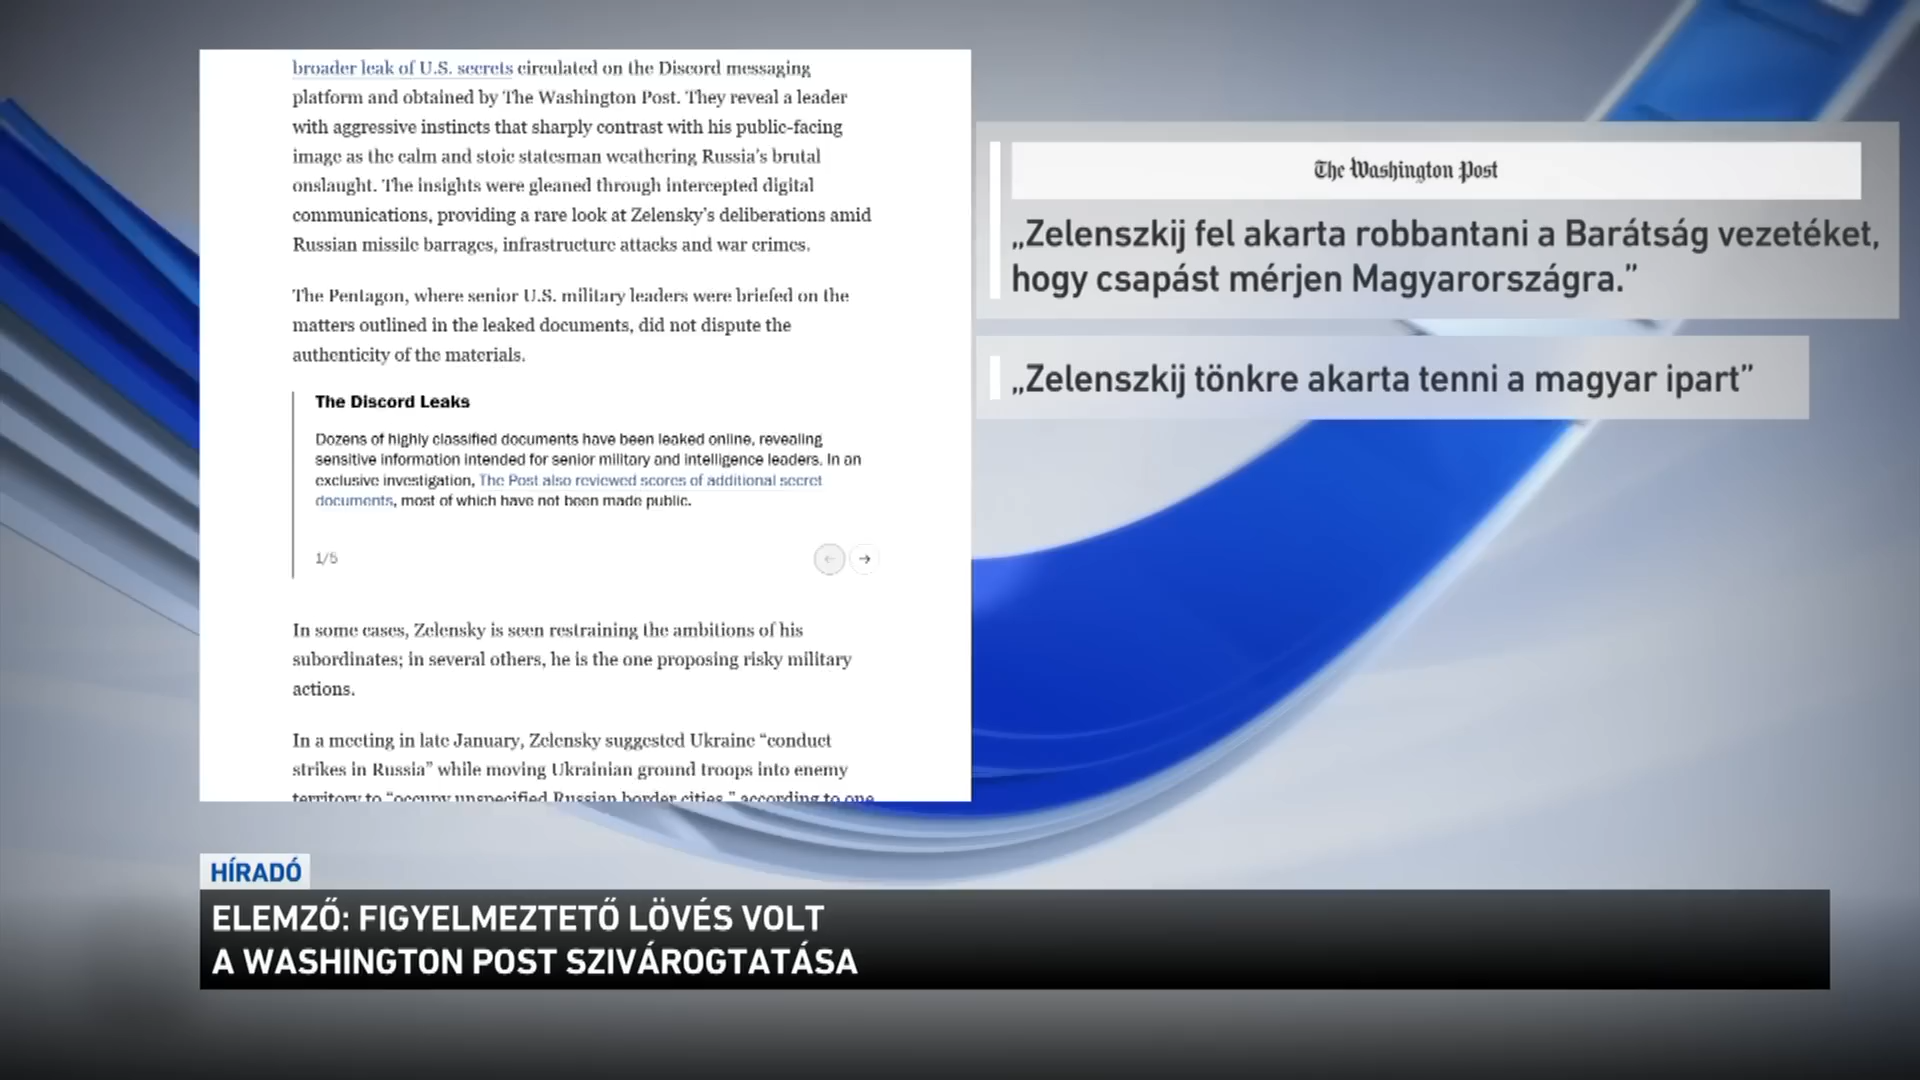 broader leak of U.S. secrets circulated on the Discord messaging
platform and obtained by The Washington Post. They reveal a leader
with aggressive instincts that sharply contrast with his public-facing
image as the calm and stoic statesman weathering Russia’s brutal
onslaught. The insights were gleaned through intercepted digital
communications, providing a rare look at Zelensky’s deliberations amid
Russian missile barrages, infrastructure attacks and war crimes.
The Pentagon, where senior U.S. military leaders were briefed on the
matters outlined in the leaked documents, did not dispute the
authenticity of the materials.
The Discord Leaks
Dozens of highly classified documents have been leaked online, revealing
sensitive information intended for senior military and intelligence leaders. In an
exclusive investigation, The Post also reviewed scores of additional secret
documents, most of which have not been made public.
1/5
In some cases, Zelensky is seen restraining the ambitions of his
subordinates; in several others, he is the one proposing risky military
actions.
In a meeting in late January, Zelensky suggested Ukraine “conduct
strikes in Russia” while moving Ukrainian ground troops into enemy
territory to “occupy unspecified Russian border cities,” according to one
The Washington Post
„Zelenszkij fel akarta robbantani a Barátság vezetéket,
hogy csapást mérjen Magyarországra.”
„Zelenszkij tönkre akarta tenni a magyar ipart”
HÍRADÓ
ELEMZŐ: FIGYELMEZTETŐ LÖVÉS VOLT
A WASHINGTON POST SZIVÁROGTATÁSA